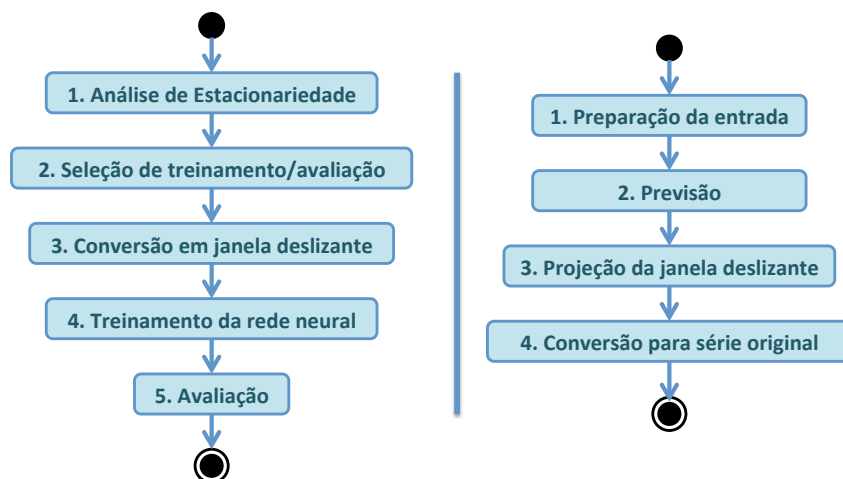 1. Análise de Estacionariedade
2. Seleção de treinamento/avaliação
3. Conversão em janela deslizante
4. Treinamento da rede neural
5. Avaliação
1. Preparação da entrada
2. Previsão
3. Projeção da janela deslizante
4. Conversão para série original